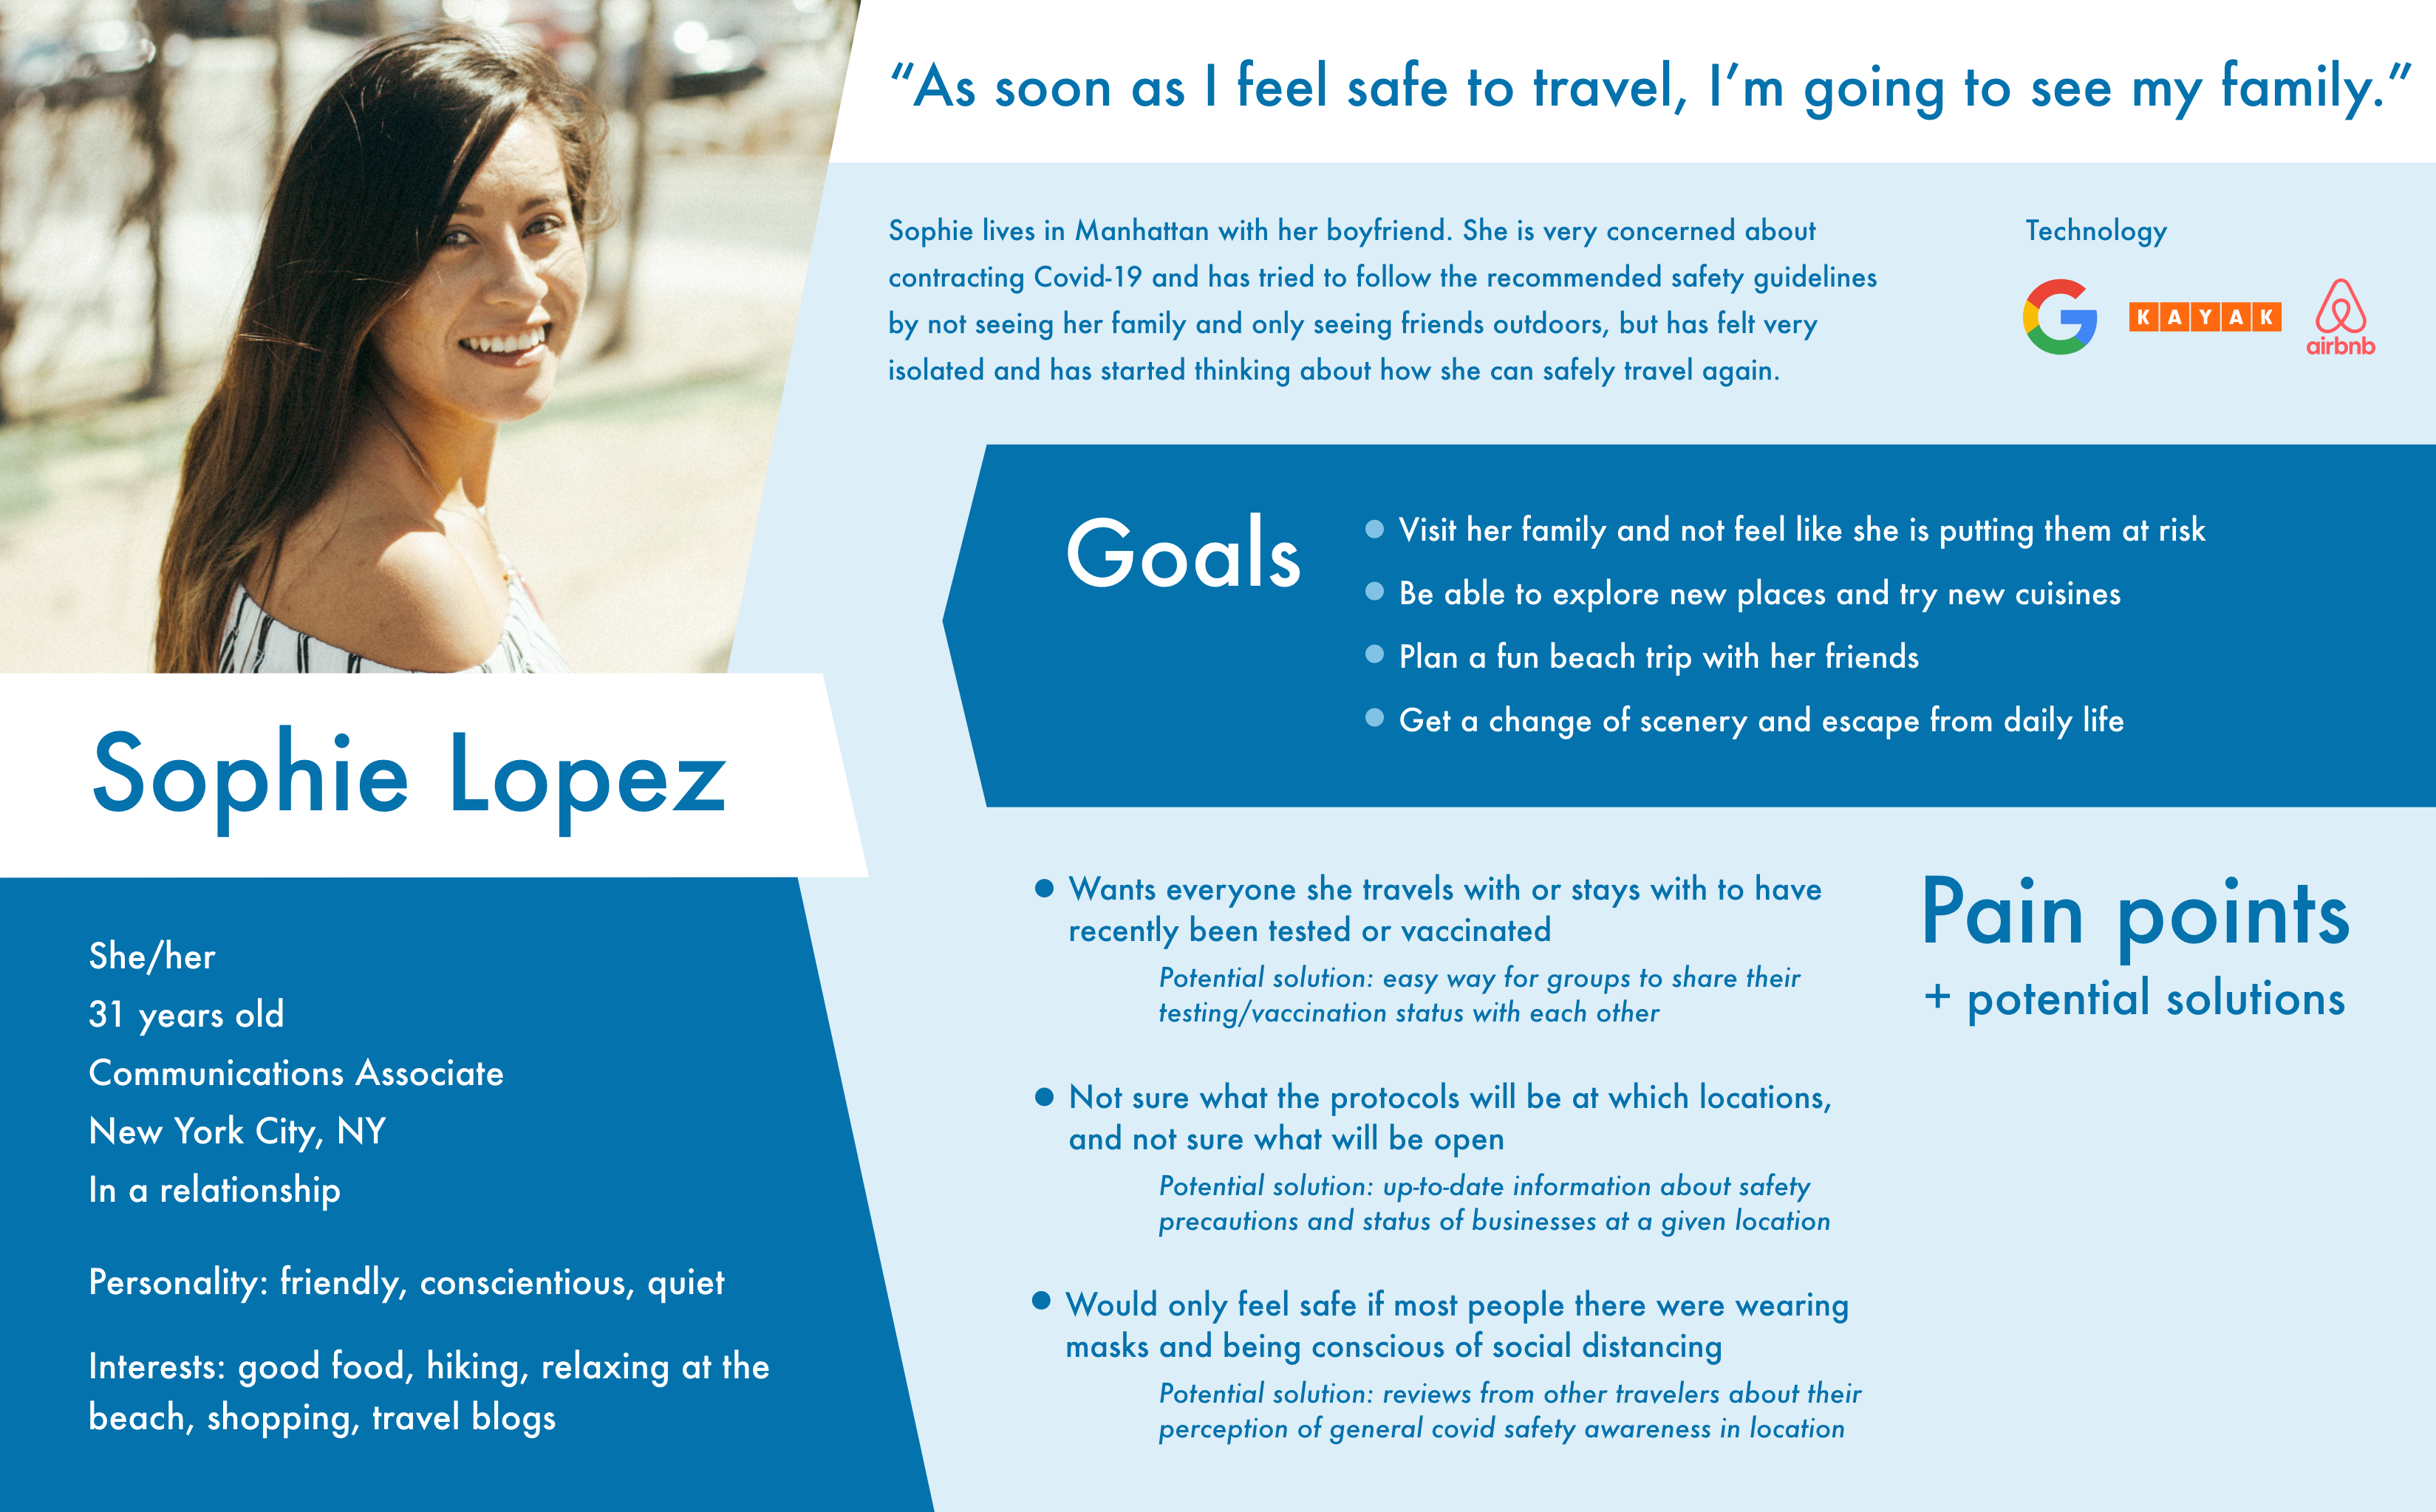 “As soon as I feel safe to travel, I’m going to see my family.”
Sophie lives in Manhattan with her boyfriend. She is very concerned about
contracting Covid-19 and has tried to follow the recommended safety guidelines
by not seeing her family and only seeing friends outdoors, but has felt very
isolated and has started thinking about how she can safely travel again.
Technology
G
KAYAK
airbnb
Goals
Visit her family and not feel like she is putting them at risk
Be able to explore new places and try new cuisines
Plan a fun beach trip with her friends
Get a change of scenery and escape from daily life
Sophie Lopez
She/her
31 years old
Communications Associate
New York City, NY
In a relationship
Personality: friendly, conscientious, quiet
Interests: good food, hiking, relaxing at the
beach, shopping, travel blogs
Pain points
+ potential solutions
Wants everyone she travels with or stays with to have
recently been tested or vaccinated
Potential solution: easy way for groups to share their
testing/vaccination status with each other
Not sure what the protocols will be at which locations,
and not sure what will be open
Potential solution: up-to-date information about safety
precautions and status of businesses at a given location
Would only feel safe if most people there were wearing
masks and being conscious of social distancing
Potential solution: reviews from other travelers about their
perception of general covid safety awareness in location